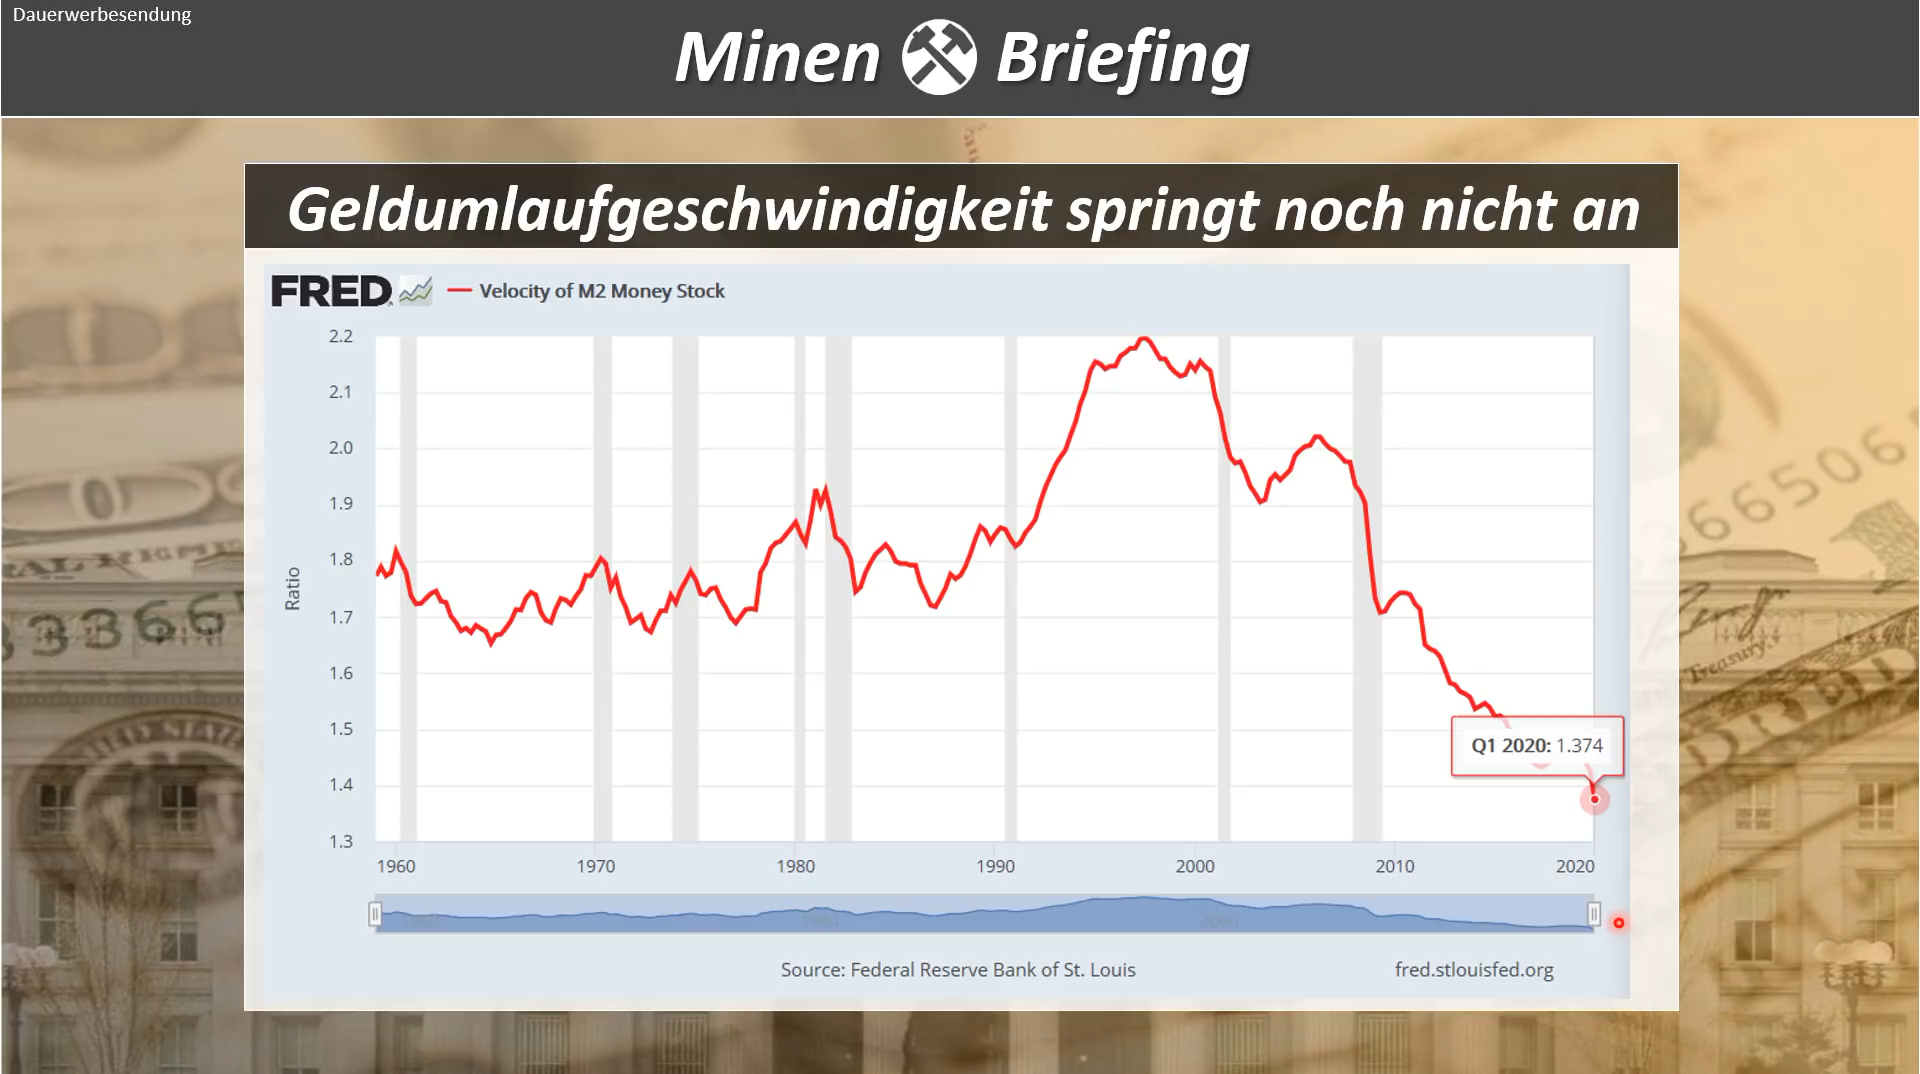 Dauerwerbesendung
Minen Briefing
Geldumlaufgeschwindigkeit springt noch nicht an
FRED Velocity of M2 Money Stock
2.2
2.1
2.0
1.9
1.8
1.7
1.6
1.5
1.4
1.3
Ratio
Q1 2020: 1.374
1960 1970 1980 1990 2000 2010 2020
1980 2000
Source: Federal Reserve Bank of St. Louis
fred.stlouisfed.org